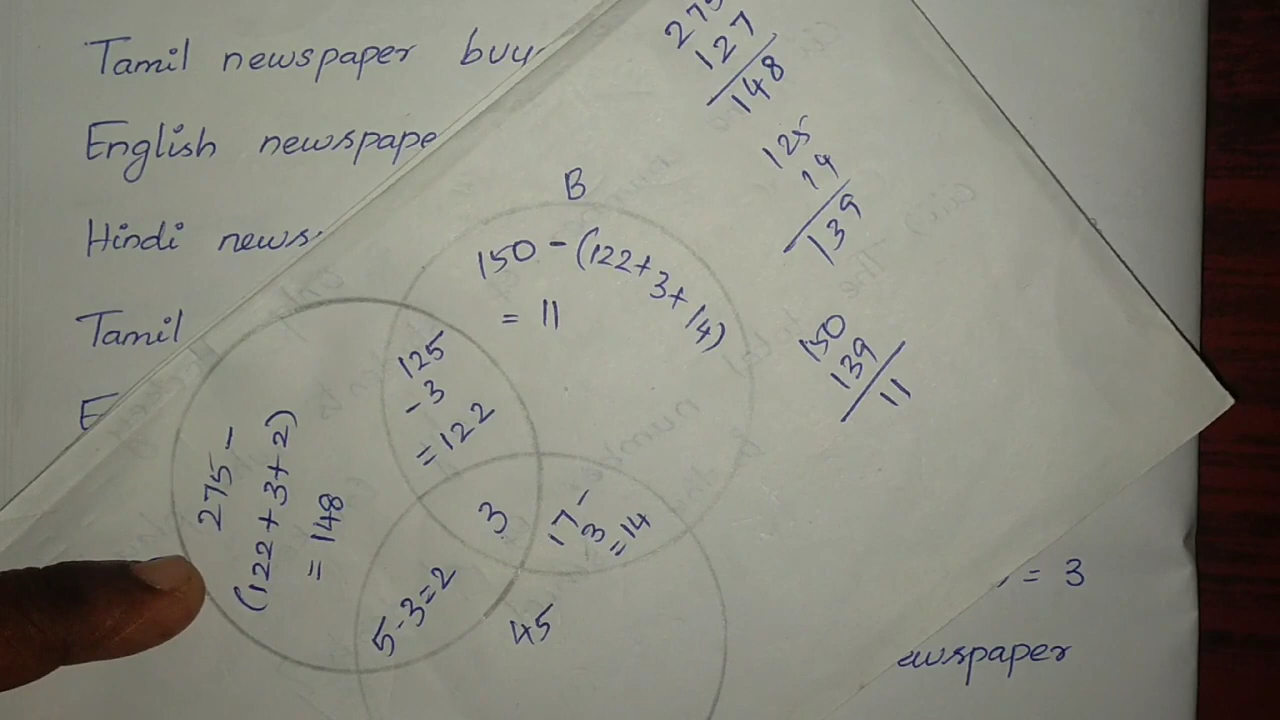 Tamil newspaper buy
English newspape
Hindi news
Tamil
E
275
127
148
125
14
139
150
139
11
B
150 - (122+3+14)
= 11
125
- 3
= 122
275 -
(122+3+2)
= 148
3
17 -
3
= 14
5-3=2
45
= 3
ewspaper